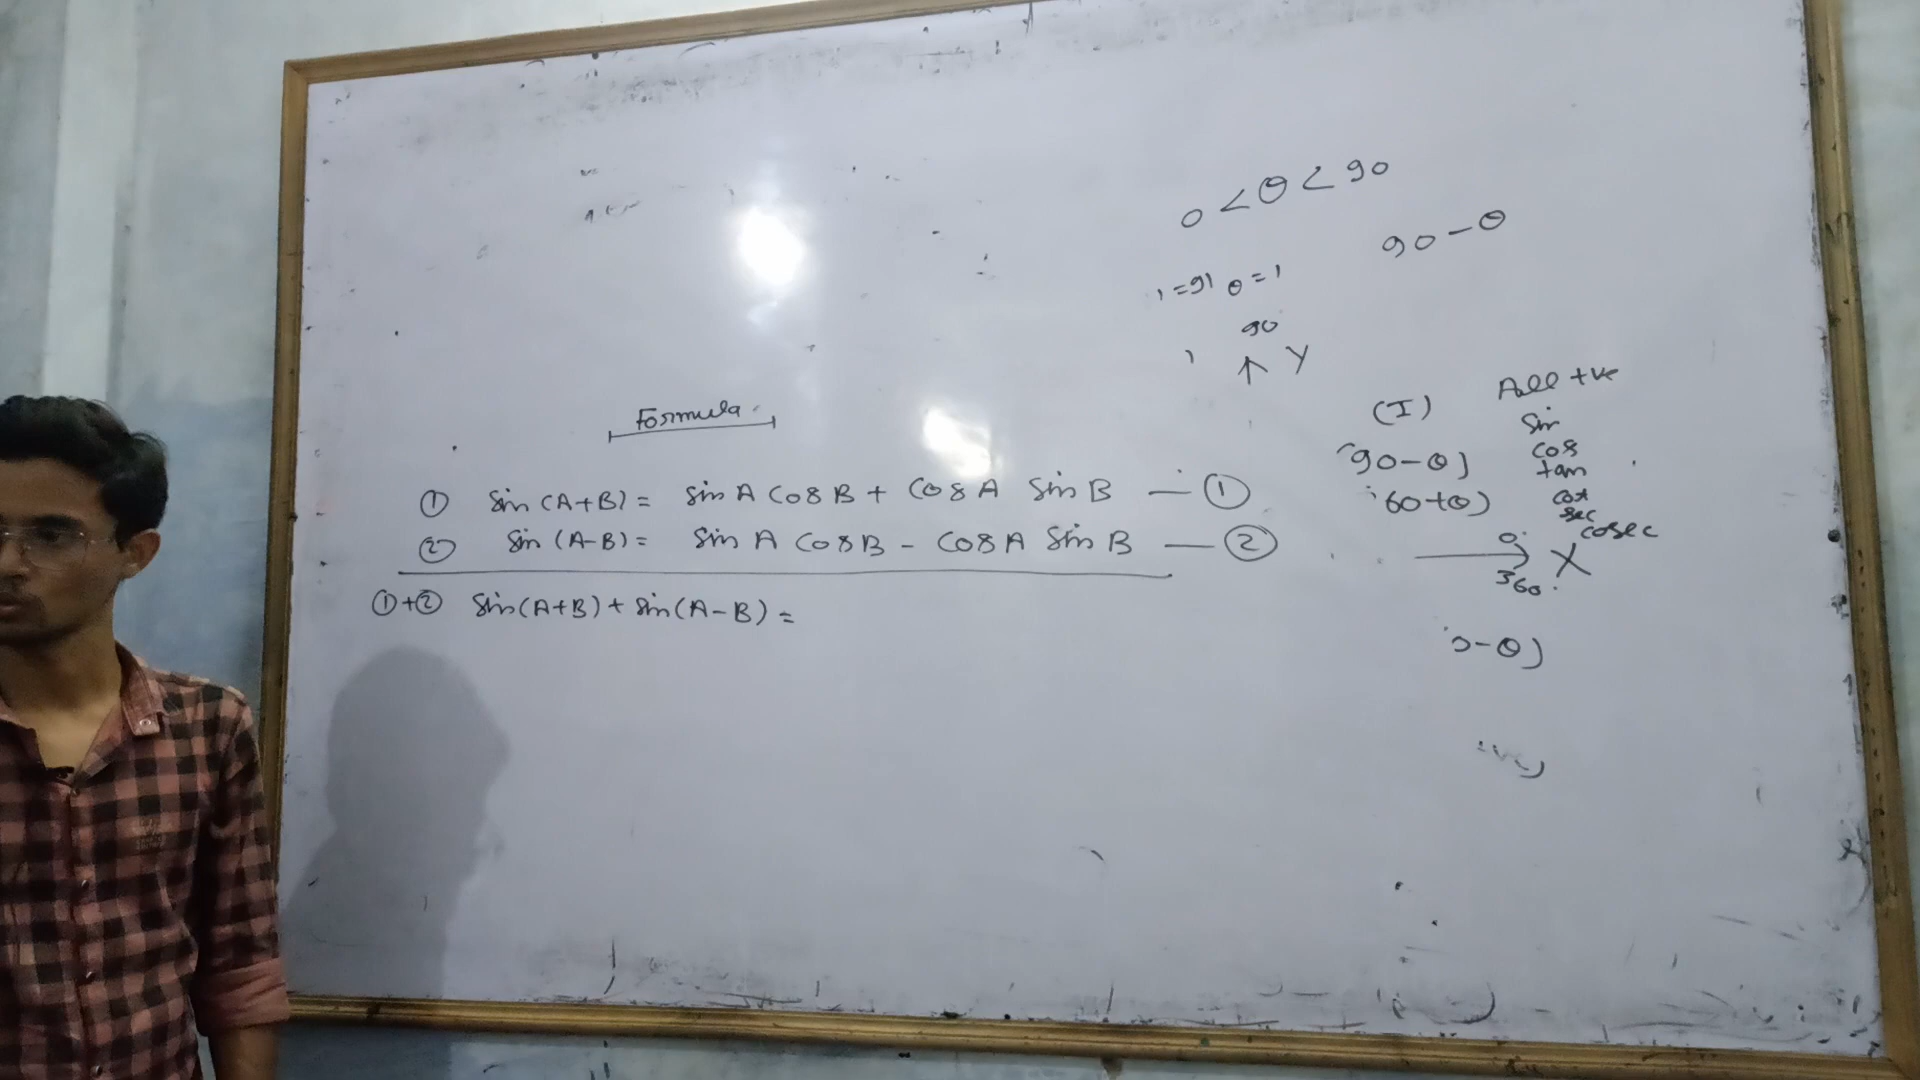 0 < θ < 90
90 - θ
θ = 1
90
Y
Formula
(I) All +ve
sin
cos
tan
cot
sec
cosec
90-θ)
60+θ)
① sin (A+B) = sin A cos B + cos A sin B — ①
② sin (A-B) = sin A cos B - cos A sin B — ②
0
X
360
①+② sin(A+B) + sin(A-B) =
-θ)